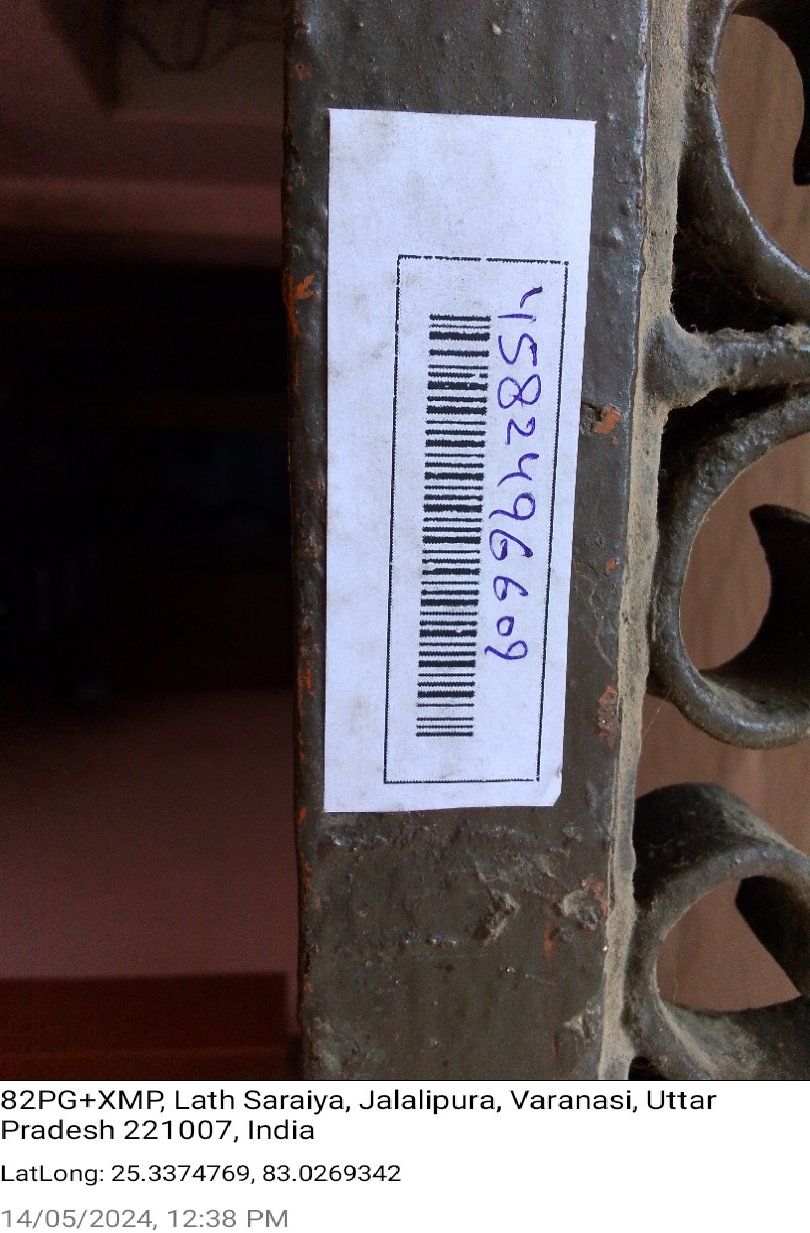 4582496609
82PG+XMP, Lath Saraiya, Jalalipura, Varanasi, Uttar
Pradesh 221007, India
LatLong: 25.3374769, 83.0269342
14/05/2024, 12:38 PM